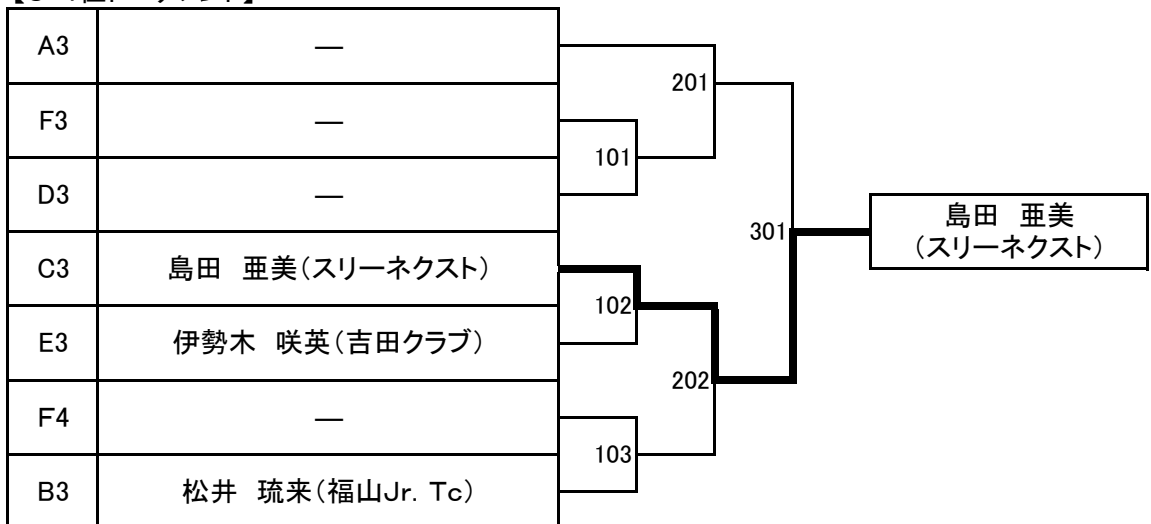 A3 —
F3 —
D3 —
C3 島田 亜美(スリーネクスト)
E3 伊勢木 咲英(吉田クラブ)
F4 —
B3 松井 琉来(福山Jr. Tc)
101
102
103
201
202
301
島田 亜美
(スリーネクスト)